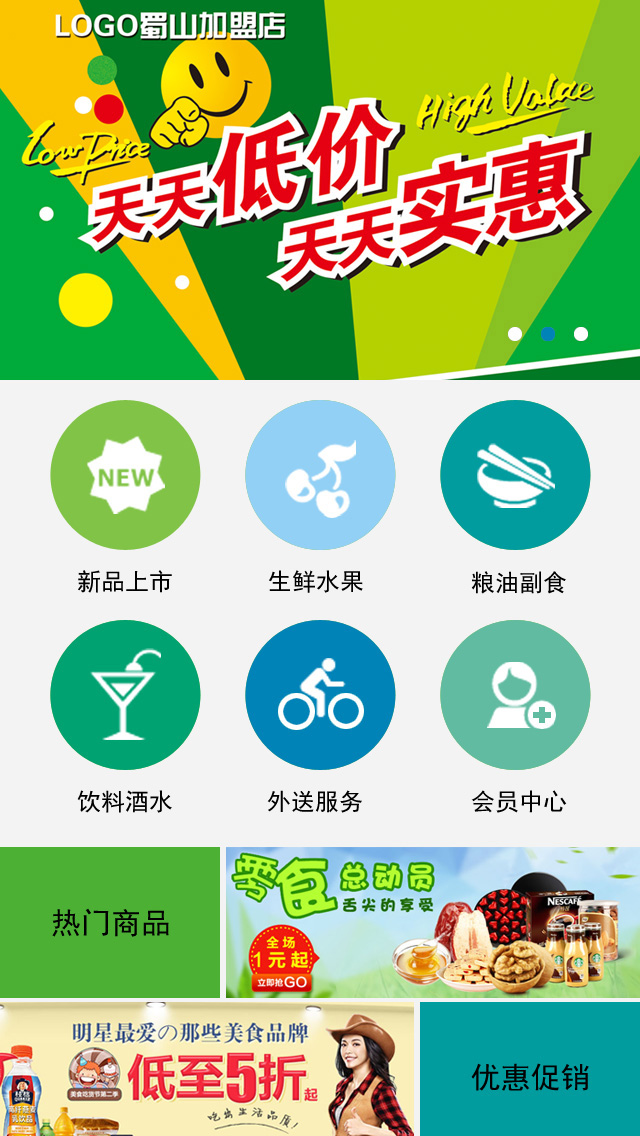 LOGO蜀山加盟店
Low Price
High Value
天天低价
天天实惠
NEW
新品上市
生鲜水果
粮油副食
饮料酒水
外送服务
会员中心
热门商品
零食总动员
舌尖的享受
全场
1元起
立即抢GO
NESCAFÉ
明星最爱の那些美食品牌
低至5折起
美食吃货节第二季
吃出生活品质!
QUAKER
优惠促销